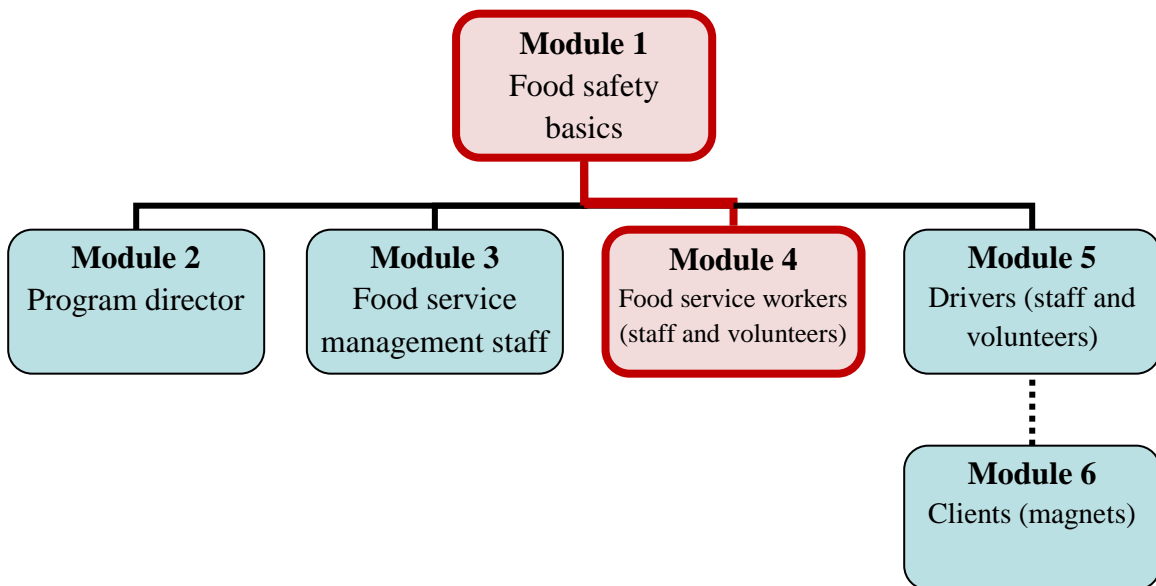 Module 1
Food safety
basics
Module 2
Program director
Module 3
Food service
management staff
Module 4
Food service workers
(staff and volunteers)
Module 5
Drivers (staff and
volunteers)
Module 6
Clients (magnets)